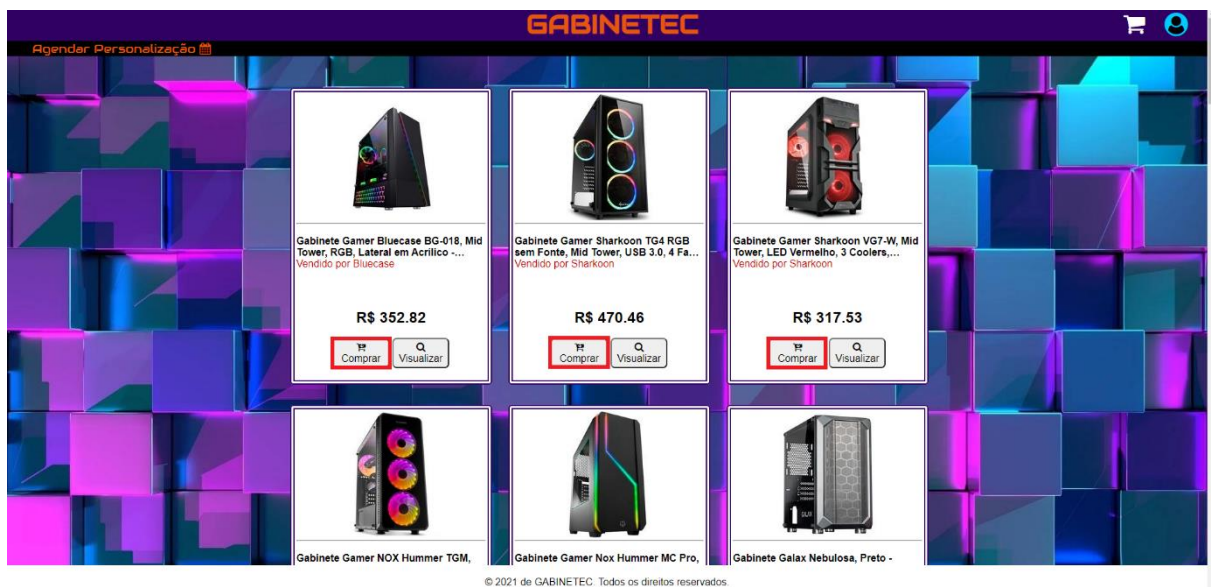 GABINETEC
Agendar Personalização
Gabinete Gamer Bluecase BG-018, Mid
Tower, RGB, Lateral em Acrilico -...
Vendido por Bluecase
R$ 352.82
Comprar
Visualizar
Gabinete Gamer Sharkoon TG4 RGB
sem Fonte, Mid Tower, USB 3.0, 4 Fa...
Vendido por Sharkoon
R$ 470.46
Comprar
Visualizar
Gabinete Gamer Sharkoon VG7-W, Mid
Tower, LED Vermelho, 3 Coolers,...
Vendido por Sharkoon
R$ 317.53
Comprar
Visualizar
Gabinete Gamer NOX Hummer TGM,
Gabinete Gamer Nox Hummer MC Pro,
Gabinete Galax Nebulosa, Preto -
© 2021 de GABINETEC. Todos os direitos reservados.